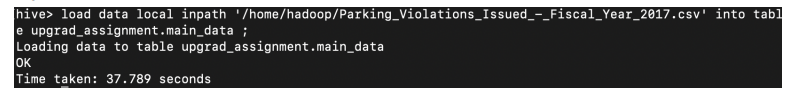 hive> load data local inpath '/home/hadoop/Parking_Violations_Issued_-_Fiscal_Year_2017.csv' into tabl
e upgrad_assignment.main_data ;
Loading data to table upgrad_assignment.main_data
OK
Time taken: 37.789 seconds